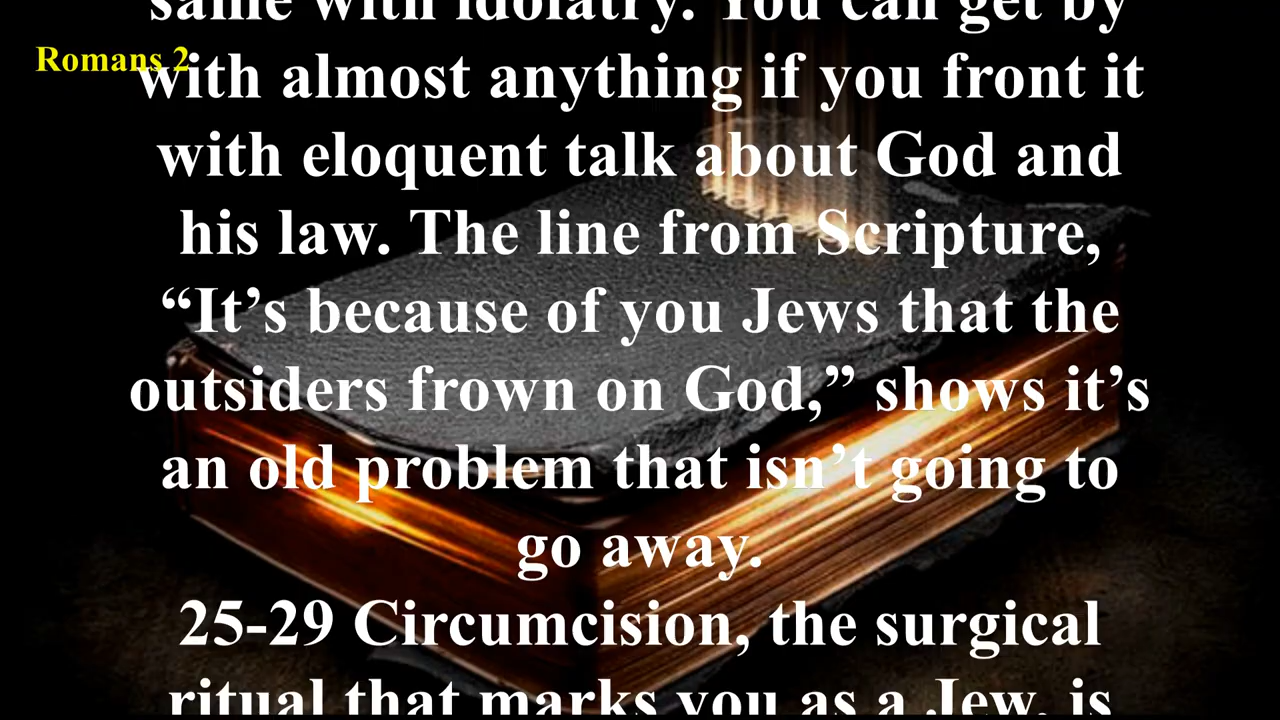 same with idolatry. You can get by
Romans 2
with almost anything if you front it
with eloquent talk about God and
his law. The line from Scripture,
“It’s because of you Jews that the
outsiders frown on God,” shows it’s
an old problem that isn’t going to
go away.
25-29 Circumcision, the surgical
ritual that marks you as a Jew, is